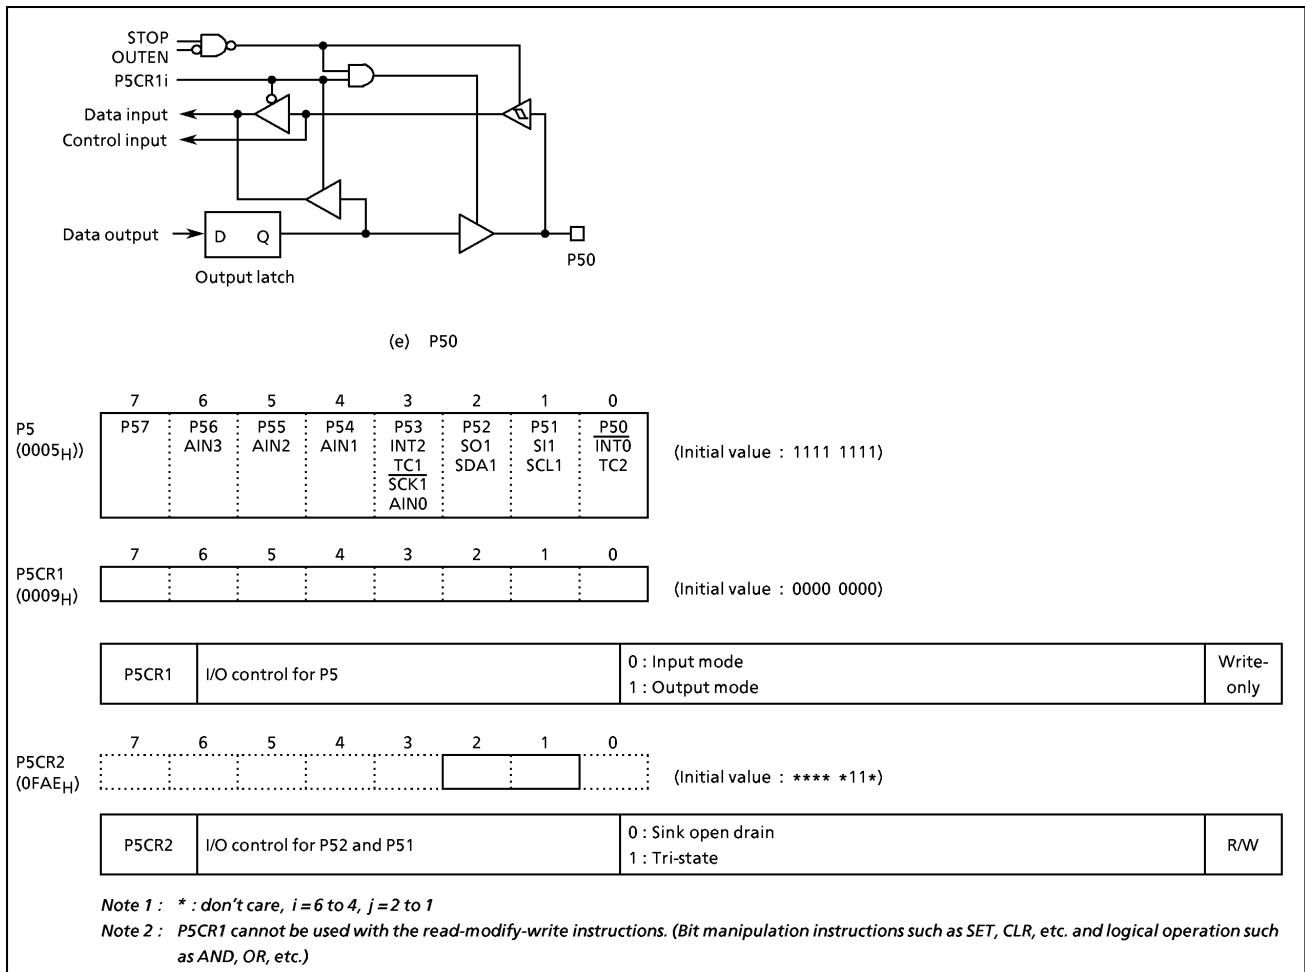 STOP
OUTEN
P5CR1i
Data input
Control input
Data output
D Q
P50
Output latch
(e) P50
7 6 5 4 3 2 1 0
P5
(0005H))
P57 P56 P55 P54 P53 P52 P51 P50
AIN3 AIN2 AIN1 INT2 SO1 SI1 INT0
TC1 SDA1 SCL1 TC2
SCK1
AIN0
(Initial value : 1111 1111)
7 6 5 4 3 2 1 0
P5CR1
(0009H)
(Initial value : 0000 0000)
P5CR1 I/O control for P5
0 : Input mode
1 : Output mode
Write-
only
7 6 5 4 3 2 1 0
P5CR2
(0FAEH)
(Initial value : **** *11*)
P5CR2 I/O control for P52 and P51
0 : Sink open drain
1 : Tri-state
R/W
Note 1 : * : don't care, i = 6 to 4, j = 2 to 1
Note 2 : P5CR1 cannot be used with the read-modify-write instructions. (Bit manipulation instructions such as SET, CLR, etc. and logical operation such
as AND, OR, etc.)